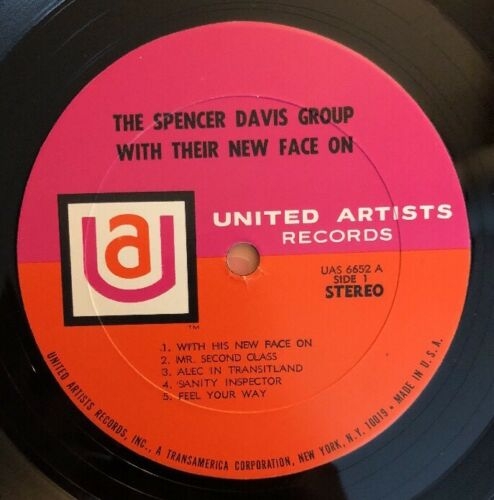 THE SPENCER DAVIS GROUP
WITH THEIR NEW FACE ON
ua
UNITED ARTISTS
RECORDS
TM
UAS 6652 A
SIDE 1
STEREO
1. WITH HIS NEW FACE ON
2. MR. SECOND CLASS
3. ALEC IN TRANSITLAND
4. SANITY INSPECTOR
5. FEEL YOUR WAY
UNITED ARTISTS RECORDS, INC., A TRANSAMERICA CORPORATION, NEW YORK, N.Y. 10019 • MADE IN U.S.A.